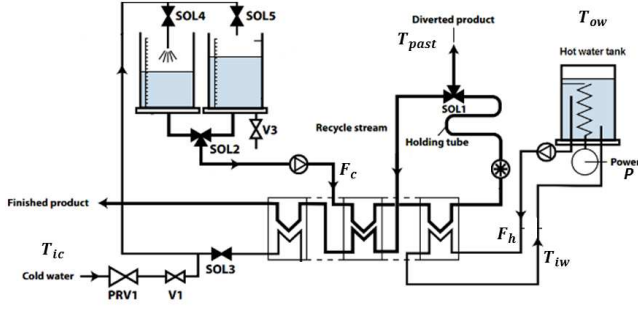 SOL4
SOL5
Diverted product
T_past
T_ow
Hot water tank
SOL1
V3
SOL2
Recycle stream
Holding tube
Power
P
F_c
Finished product
F_h
T_iw
T_ic
SOL3
Cold water
PRV1
V1